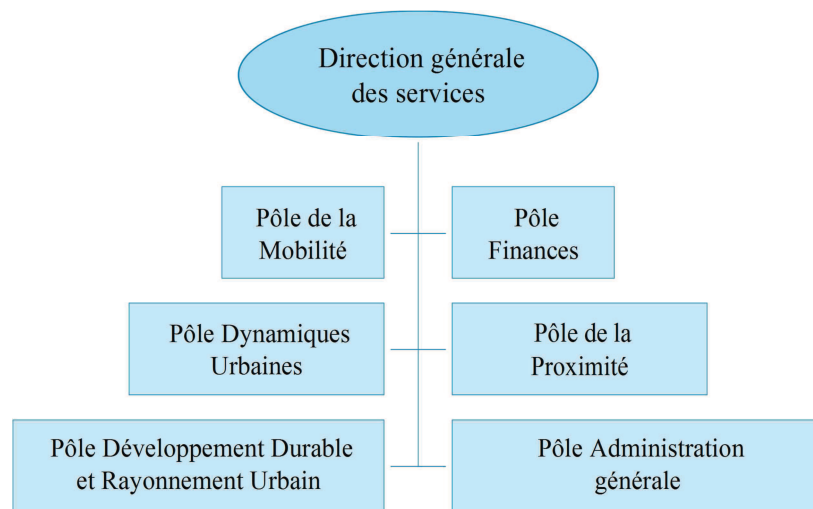 Direction générale
des services
Pôle de la
Mobilité
Pôle
Finances
Pôle Dynamiques
Urbaines
Pôle de la
Proximité
Pôle Développement Durable
et Rayonnement Urbain
Pôle Administration
générale